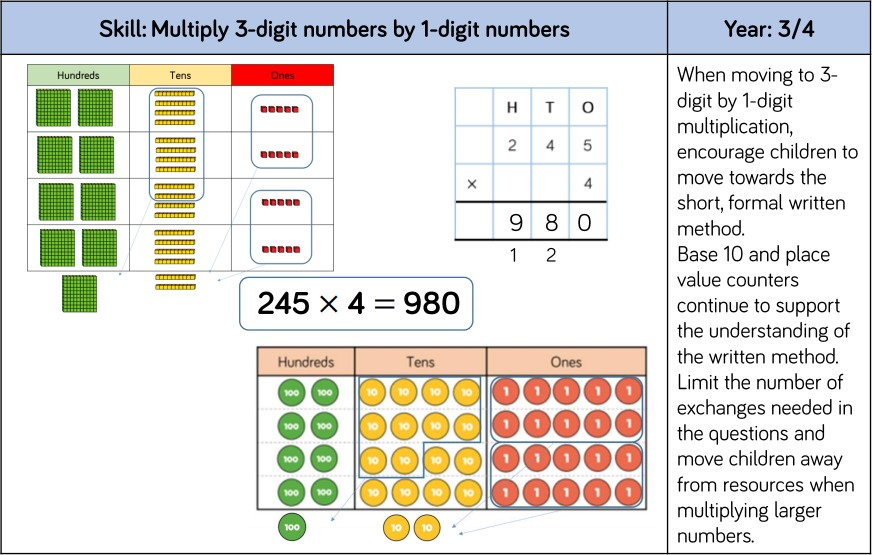 Skill: Multiply 3-digit numbers by 1-digit numbers
Year: 3/4
Hundreds Tens Ones
H T O
2 4 5
× 4
9 8 0
1 2
245 × 4 = 980
Hundreds Tens Ones
100 100 10 10 10 10 1 1 1 1 1
100 100 10 10 10 10 1 1 1 1 1
100 100 10 10 10 10 1 1 1 1 1
100 100 10 10 10 10 1 1 1 1 1
100 10 10
When moving to 3-
digit by 1-digit
multiplication,
encourage children to
move towards the
short, formal written
method.
Base 10 and place
value counters
continue to support
the understanding of
the written method.
Limit the number of
exchanges needed in
the questions and
move children away
from resources when
multiplying larger
numbers.